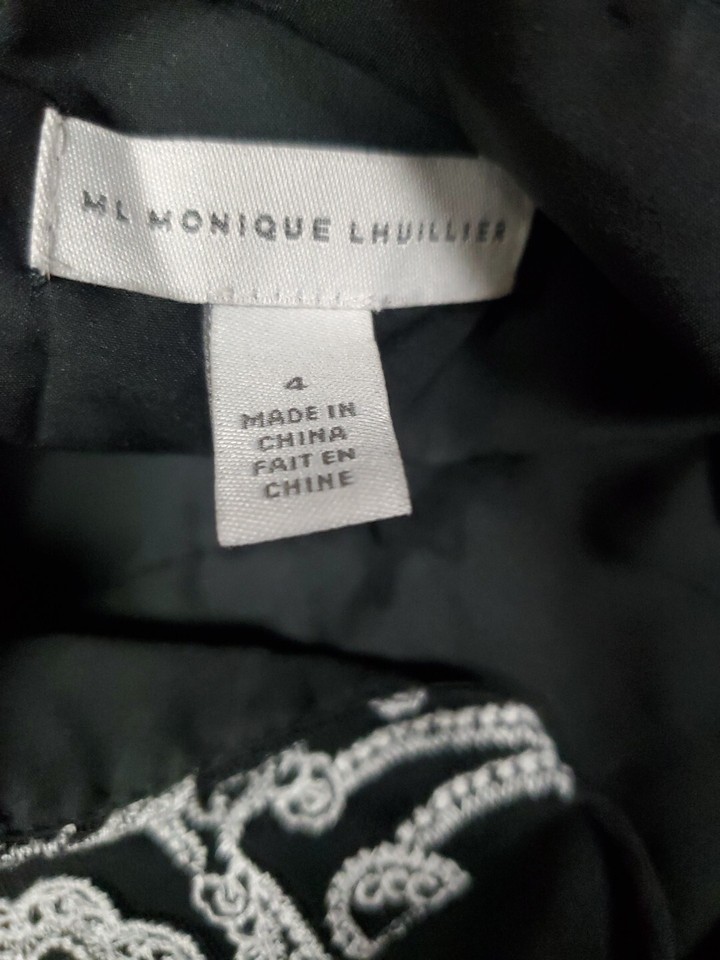 ML MONIQUE LHUILLIER
4
MADE IN
CHINA
FAIT EN
CHINE